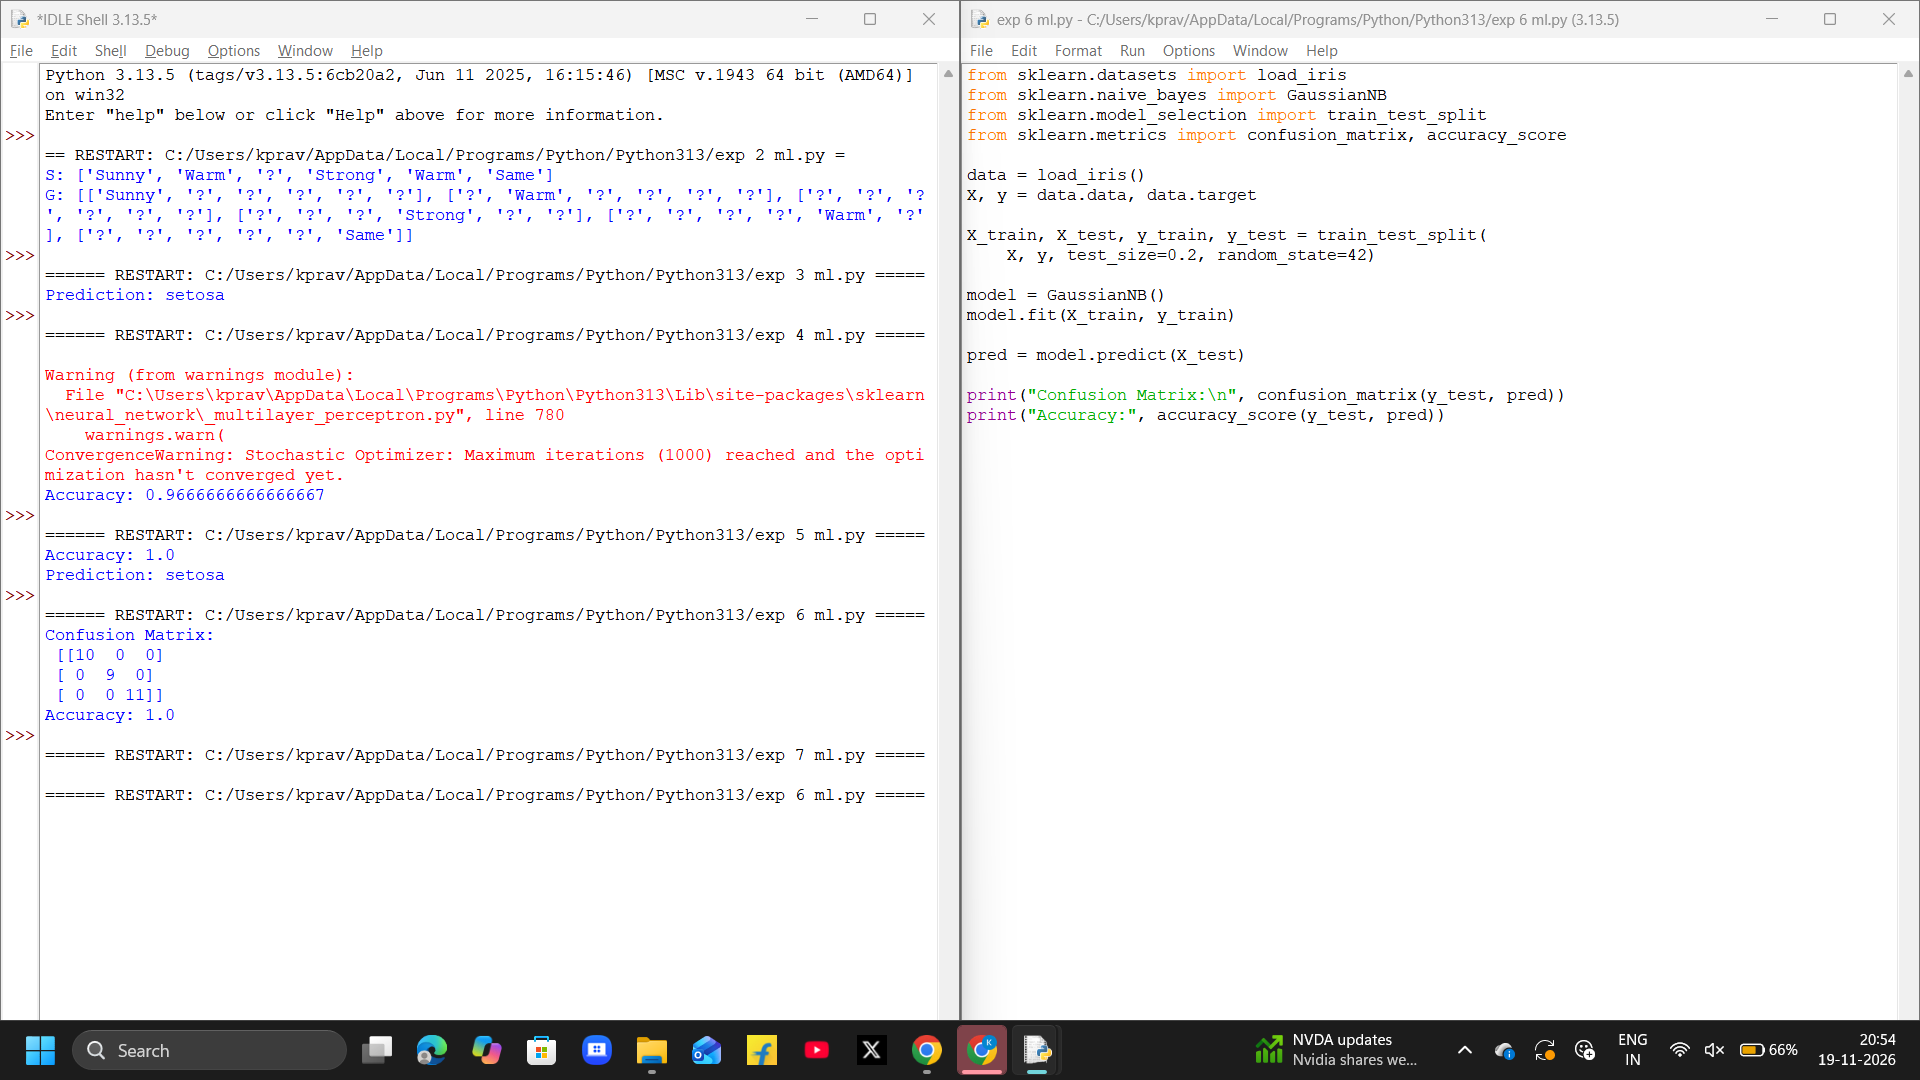 *IDLE Shell 3.13.5*
File Edit Shell Debug Options Window Help
Python 3.13.5 (tags/v3.13.5:6cb20a2, Jun 11 2025, 16:15:46) [MSC v.1943 64 bit (AMD64)]
on win32
Enter "help" below or click "Help" above for more information.
>>>
== RESTART: C:/Users/kprav/AppData/Local/Programs/Python/Python313/exp 2 ml.py =
S: ['Sunny', 'Warm', '?', 'Strong', 'Warm', 'Same']
G: [['Sunny', '?', '?', '?', '?', '?'], ['?', 'Warm', '?', '?', '?', '?'], ['?', '?', '?
', '?', '?', '?'], ['?', '?', '?', 'Strong', '?', '?'], ['?', '?', '?', '?', 'Warm', '?'
], ['?', '?', '?', '?', '?', 'Same']]
>>>
====== RESTART: C:/Users/kprav/AppData/Local/Programs/Python/Python313/exp 3 ml.py =====
Prediction: setosa
>>>
====== RESTART: C:/Users/kprav/AppData/Local/Programs/Python/Python313/exp 4 ml.py =====
Warning (from warnings module):
  File "C:\Users\kprav\AppData\Local\Programs\Python\Python313\Lib\site-packages\sklearn
\neural_network\_multilayer_perceptron.py", line 780
    warnings.warn(
ConvergenceWarning: Stochastic Optimizer: Maximum iterations (1000) reached and the opti
mization hasn't converged yet.
Accuracy: 0.9666666666666667
>>>
====== RESTART: C:/Users/kprav/AppData/Local/Programs/Python/Python313/exp 5 ml.py =====
Accuracy: 1.0
Prediction: setosa
>>>
====== RESTART: C:/Users/kprav/AppData/Local/Programs/Python/Python313/exp 6 ml.py =====
Confusion Matrix:
 [[10  0  0]
 [ 0  9  0]
 [ 0  0 11]]
Accuracy: 1.0
>>>
====== RESTART: C:/Users/kprav/AppData/Local/Programs/Python/Python313/exp 7 ml.py =====
====== RESTART: C:/Users/kprav/AppData/Local/Programs/Python/Python313/exp 6 ml.py =====
exp 6 ml.py - C:/Users/kprav/AppData/Local/Programs/Python/Python313/exp 6 ml.py (3.13.5)
File Edit Format Run Options Window Help
from sklearn.datasets import load_iris
from sklearn.naive_bayes import GaussianNB
from sklearn.model_selection import train_test_split
from sklearn.metrics import confusion_matrix, accuracy_score
data = load_iris()
X, y = data.data, data.target
X_train, X_test, y_train, y_test = train_test_split(
    X, y, test_size=0.2, random_state=42)
model = GaussianNB()
model.fit(X_train, y_train)
pred = model.predict(X_test)
print("Confusion Matrix:\n", confusion_matrix(y_test, pred))
print("Accuracy:", accuracy_score(y_test, pred))
Search
NVDA updates
Nvidia shares we...
ENG
IN
66%
20:54
19-11-2026